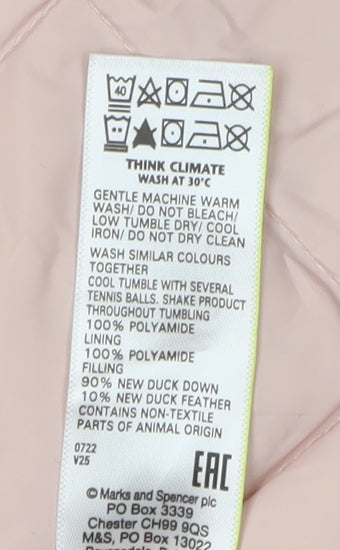 40
THINK CLIMATE
WASH AT 30°C
GENTLE MACHINE WARM
WASH/ DO NOT BLEACH/
LOW TUMBLE DRY/ COOL
IRON/ DO NOT DRY CLEAN
WASH SIMILAR COLOURS
TOGETHER
COOL TUMBLE WITH SEVERAL
TENNIS BALLS. SHAKE PRODUCT
THROUGHOUT TUMBLING
100% POLYAMIDE
LINING
100% POLYAMIDE
FILLING
90% NEW DUCK DOWN
10% NEW DUCK FEATHER
CONTAINS NON-TEXTILE
PARTS OF ANIMAL ORIGIN
0722
V25
EAC
© Marks and Spencer plc
PO Box 3339
Chester CH99 9QS
M&S, PO Box 13022